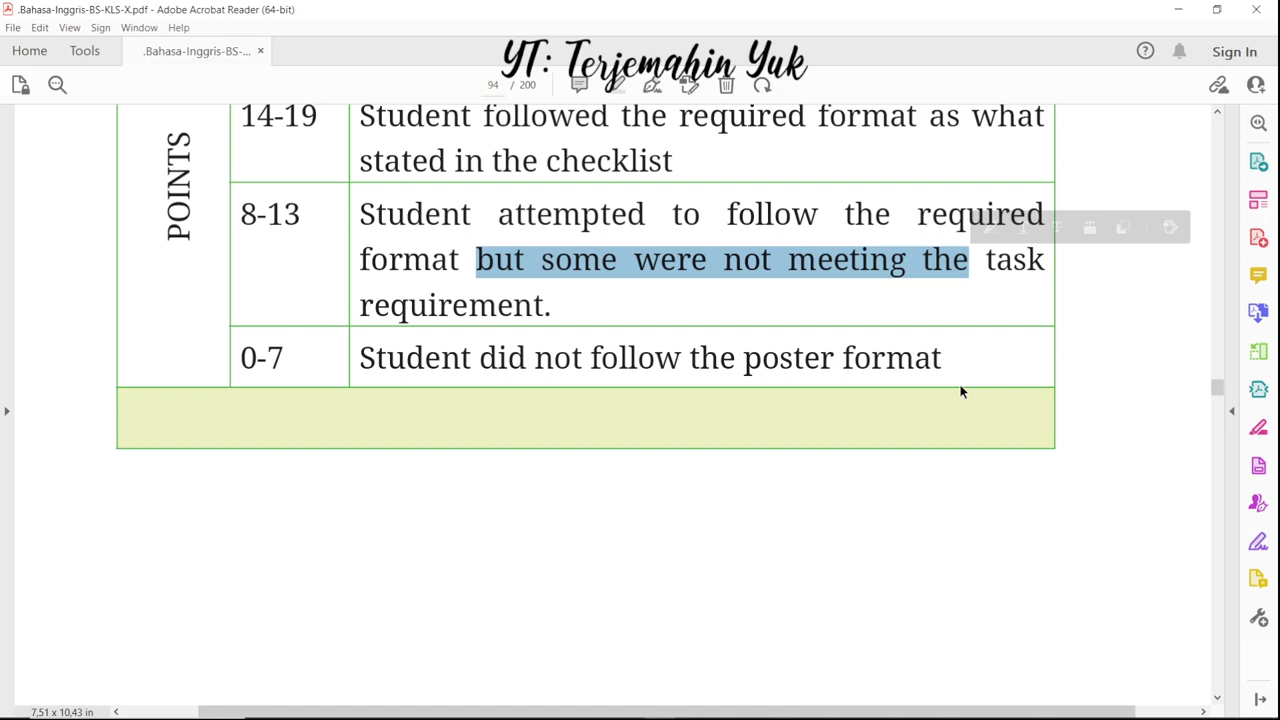 .Bahasa-Inggris-BS-KLS-X.pdf - Adobe Acrobat Reader (64-bit)
File Edit View Sign Window Help
Home Tools .Bahasa-Inggris-BS-... × Sign In
YT: Terjemahin Yuk
94 / 200
POINTS
14-19 Student followed the required format as what
stated in the checklist
8-13 Student attempted to follow the required
format but some were not meeting the task
requirement.
0-7 Student did not follow the poster format
7,51 x 10,43 in